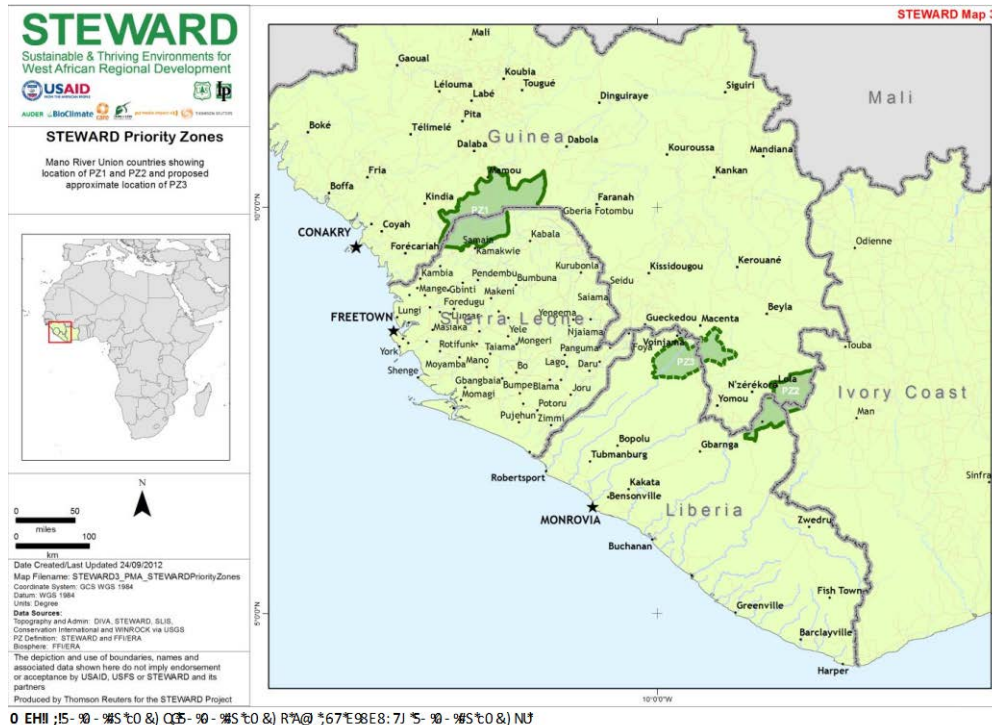 STEWARD
Sustainable & Thriving Environments for
West African Regional Development
USAID
AUDER
BioClimate
THOMSON REUTERS
STEWARD Priority Zones
Mano River Union countries showing
location of PZ1 and PZ2 and proposed
approximate location of PZ3
N
0 50
miles
0 100
km
Date Created/Last Updated 24/09/2012
Map Filename: STEWARD3_PMA_STEWARDPriorityZones
Coordinate System: GCS WGS 1984
Datum: WGS 1984
Units: Degree
Data Sources:
Topography and Admin: DIVA, STEWARD, SLIS,
Conservation International and WINROCK via USGS
PZ Definition: STEWARD and FFI/ERA
Biosphere: FFI/ERA
The depiction and use of boundaries, names and
associated data shown here do not imply endorsement
or acceptance by USAID, USFS or STEWARD and its
partners
Produced by Thomson Reuters for the STEWARD Project
STEWARD Map 3
Mali
Gaoual
Koubia
Lélouma
Tougué
Siguiri
Labé
Dinguiraye
Mali
Pita
Boké
Télimélé
Guinea
Dabola
Dalaba
Kouroussa
Mandiana
Fria
Mamou
Kankan
Boffa
Kindia
Faranah
10°0'0"N
PZ1
Gberia Fotombu
Coyah
CONAKRY
Samaia
Kabala
Odienne
Forécariah
Kamakwie
Kambia
Pendembu
Kurubonla
Kissidougou
Kerouané
Mange
Gbinti
Bumbuna
Seidu
Makeni
Saiama
Foredugu
Beyla
Lungi
Lunsar
Yengema
Sierra Leone
Gueckedou
Macenta
FREETOWN
Masiaka
Yele
Njaiama
Voinjama
York
Rotifunk
Taiama
Mongeri
Panguma
Foya
Touba
Moyamba
Mano
Lago
Daru
PZ3
Shenge
Bo
Lola
Gbangbaia
Bumpe
Blama
Joru
N'zérékoré
PZ2
Ivory Coast
Momagi
Potoru
Yomou
Pujehun
Zimmi
Man
Bopolu
Gbarnga
Tubmanburg
Robertsport
Kakata
Sinfra
Bensonville
Liberia
MONROVIA
Zwedru
Buchanan
Fish Town
5°0'0"N
Greenville
Barclayville
Harper
10°0'0"W